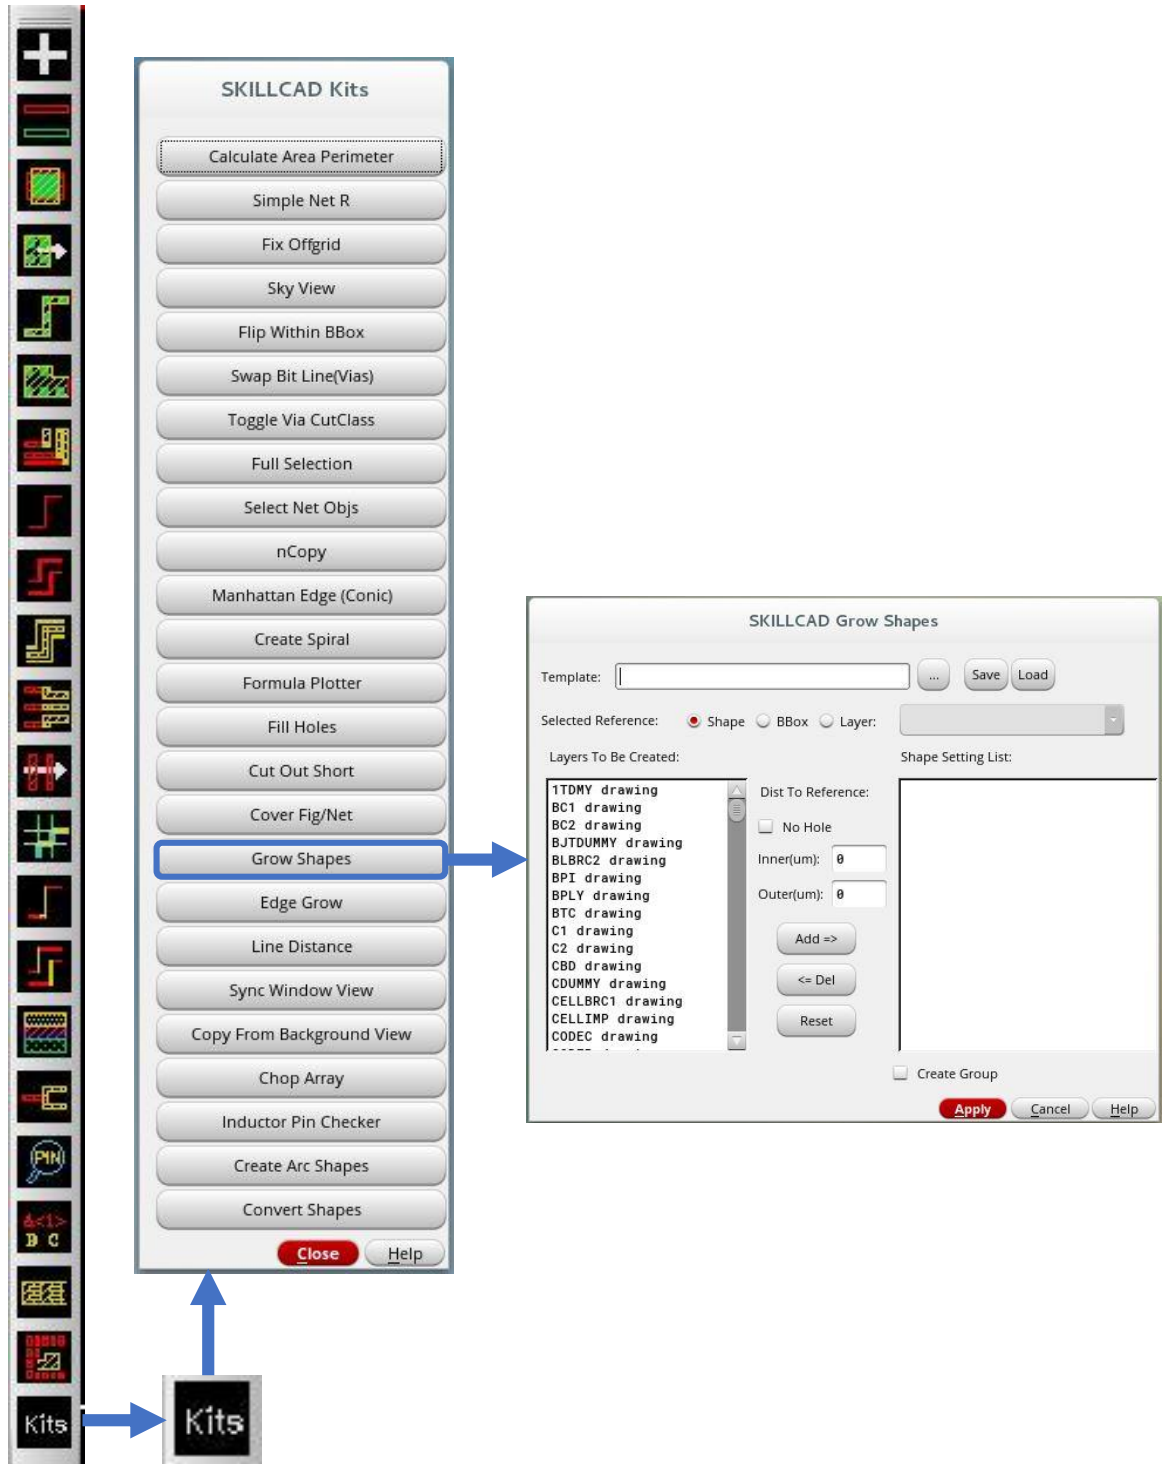 PIN
&<1>
B C
Kits
Kits
SKILLCAD Kits
Calculate Area Perimeter
Simple Net R
Fix Offgrid
Sky View
Flip Within BBox
Swap Bit Line(Vias)
Toggle Via CutClass
Full Selection
Select Net Objs
nCopy
Manhattan Edge (Conic)
Create Spiral
Formula Plotter
Fill Holes
Cut Out Short
Cover Fig/Net
Grow Shapes
Edge Grow
Line Distance
Sync Window View
Copy From Background View
Chop Array
Inductor Pin Checker
Create Arc Shapes
Convert Shapes
Close Help
SKILLCAD Grow Shapes
Template: ... Save Load
Selected Reference: Shape BBox Layer:
Layers To Be Created:
1TDMY drawing
BC1 drawing
BC2 drawing
BJTDUMMY drawing
BLBRC2 drawing
BPI drawing
BPLY drawing
BTC drawing
C1 drawing
C2 drawing
CBD drawing
CDUMMY drawing
CELLBRC1 drawing
CELLIMP drawing
CODEC drawing
Dist To Reference:
No Hole
Inner(um): 0
Outer(um): 0
Add =>
<= Del
Reset
Shape Setting List:
Create Group
Apply Cancel Help